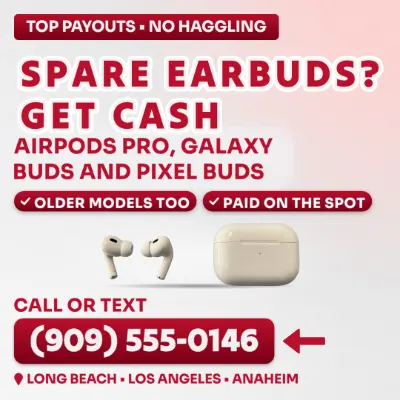 TOP PAYOUTS • NO HAGGLING
SPARE EARBUDS?
GET CASH
AIRPODS PRO, GALAXY
BUDS AND PIXEL BUDS
✓ OLDER MODELS TOO ✓ PAID ON THE SPOT
CALL OR TEXT
(909) 555-0146
LONG BEACH • LOS ANGELES • ANAHEIM